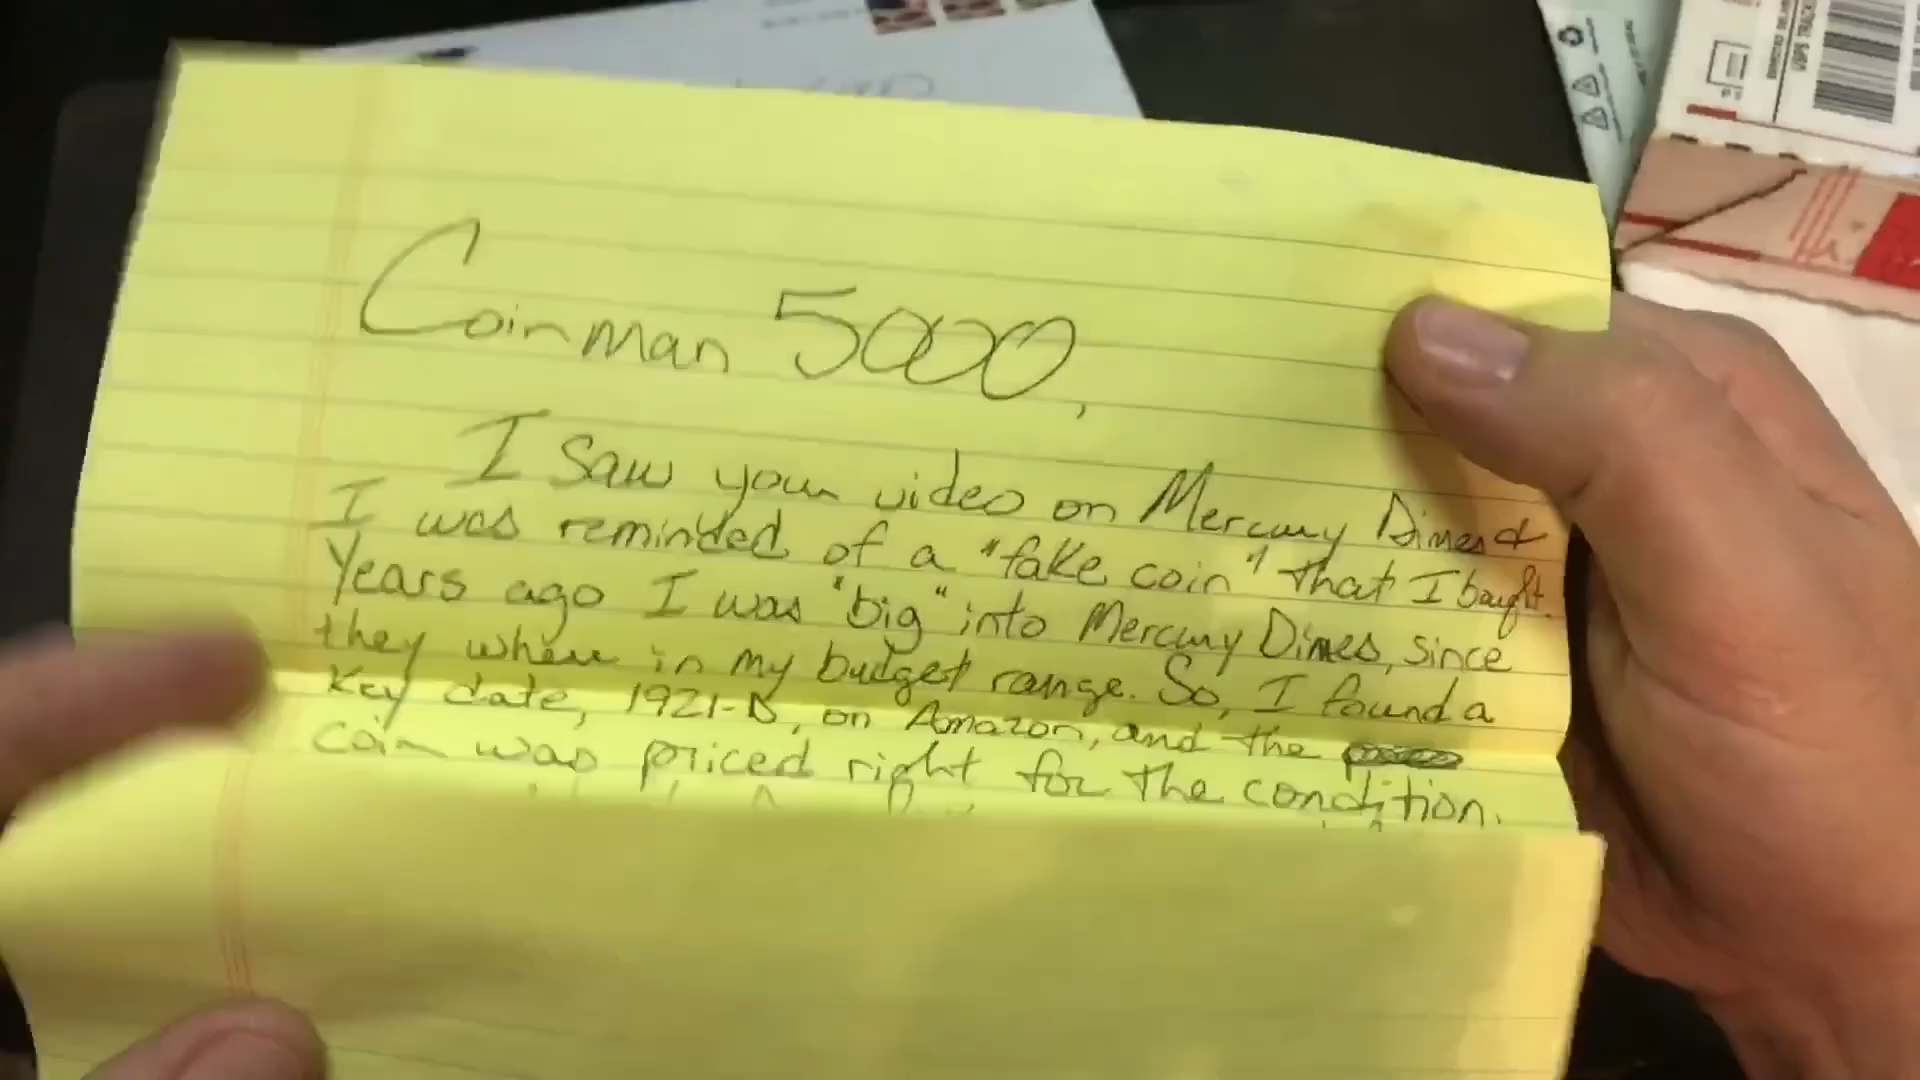 Coinman 5000,
I saw your video on Mercury Dimes &
I was reminded of a "fake coin" that I bought.
Years ago I was "big" into Mercury Dimes, since
they where in my budget range. So, I found a
Key date, 1921-D, on Amazon, and the
coin was priced right for the condition.
USPS TRACK